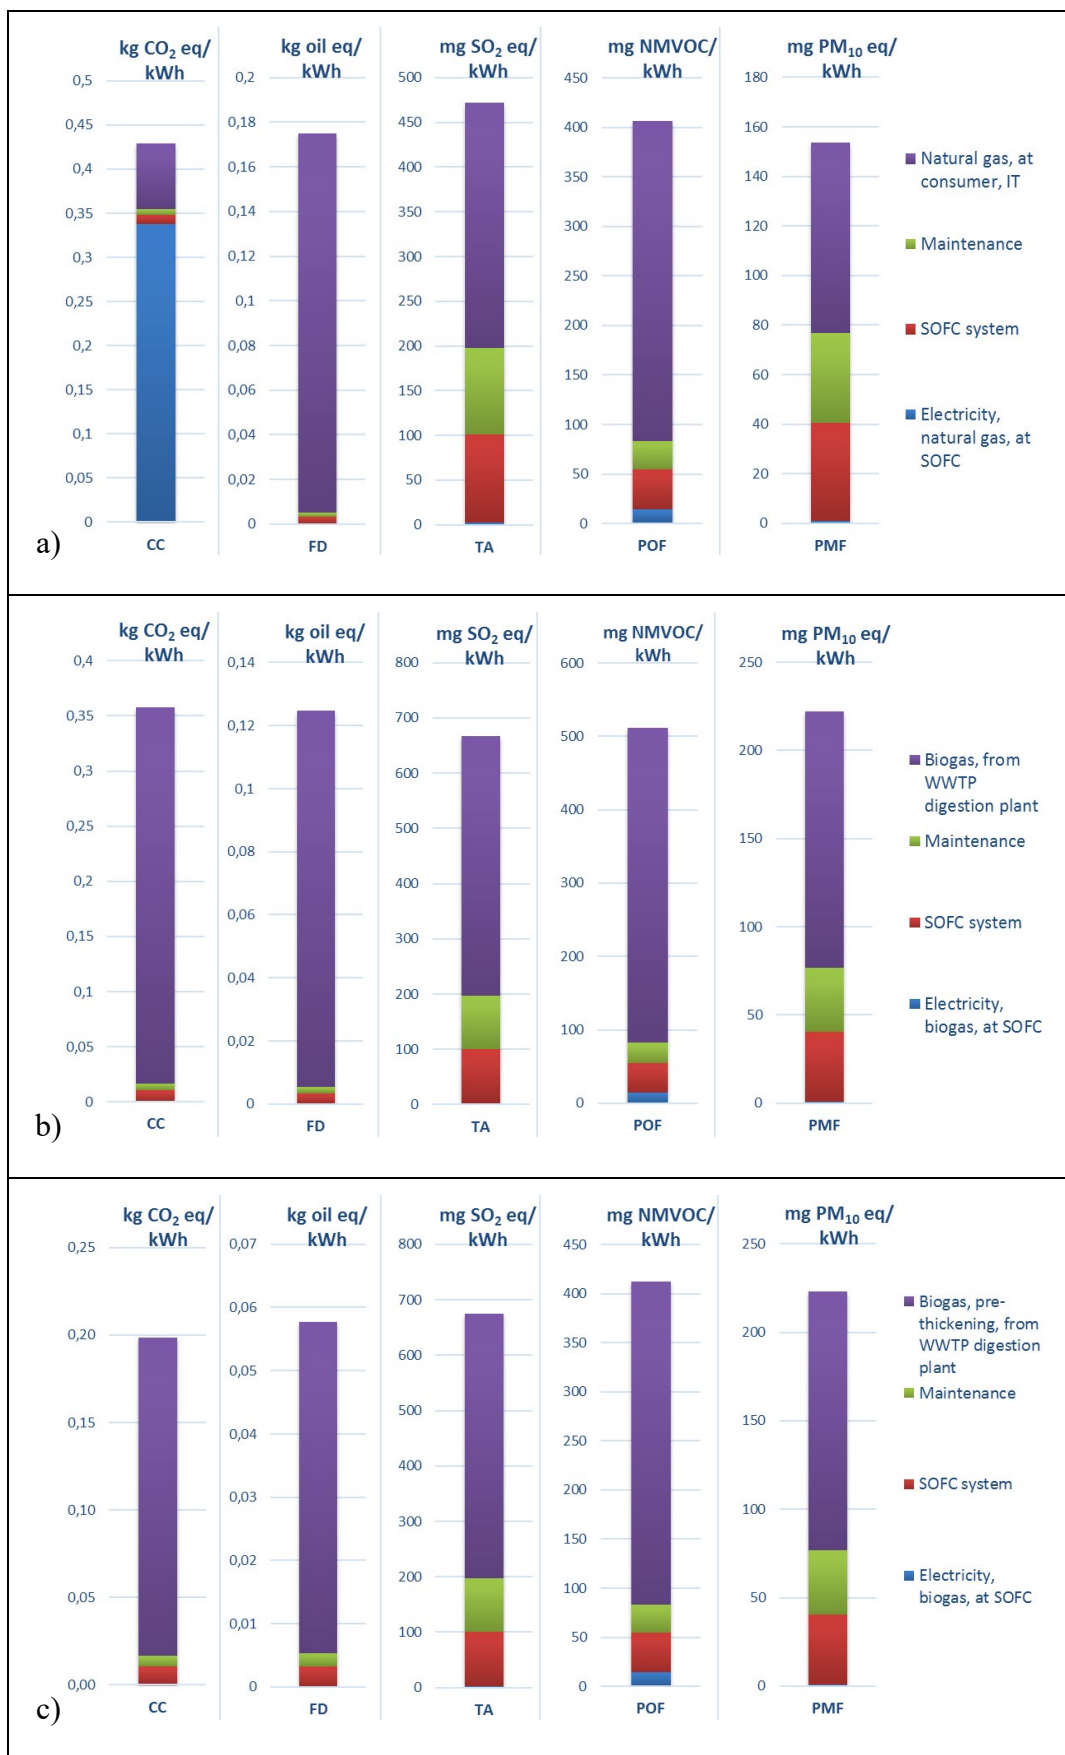 kg CO₂ eq/
kWh
0,5
0,45
0,4
0,35
0,3
0,25
0,2
0,15
0,1
0,05
0
CC
kg oil eq/
kWh
0,2
0,18
0,16
0,14
0,12
0,1
0,08
0,06
0,04
0,02
0
FD
mg SO₂ eq/
kWh
500
450
400
350
300
250
200
150
100
50
0
TA
mg NMVOC/
kWh
450
400
350
300
250
200
150
100
50
0
POF
mg PM₁₀ eq/
kWh
180
160
140
120
100
80
60
40
20
0
PMF
Natural gas, at
consumer, IT
Maintenance
SOFC system
Electricity,
natural gas, at
SOFC
a)
kg CO₂ eq/
kWh
0,4
0,35
0,3
0,25
0,2
0,15
0,1
0,05
0
CC
kg oil eq/
kWh
0,14
0,12
0,1
0,08
0,06
0,04
0,02
0
FD
mg SO₂ eq/
kWh
800
700
600
500
400
300
200
100
0
TA
mg NMVOC/
kWh
600
500
400
300
200
100
0
POF
mg PM₁₀ eq/
kWh
250
200
150
100
50
0
PMF
Biogas, from
WWTP
digestion plant
Maintenance
SOFC system
Electricity,
biogas, at SOFC
b)
kg CO₂ eq/
kWh
0,25
0,20
0,15
0,10
0,05
0,00
CC
kg oil eq/
kWh
0,07
0,06
0,05
0,04
0,03
0,02
0,01
0
FD
mg SO₂ eq/
kWh
800
700
600
500
400
300
200
100
0
TA
mg NMVOC/
kWh
450
400
350
300
250
200
150
100
50
0
POF
mg PM₁₀ eq/
kWh
250
200
150
100
50
0
PMF
Biogas, pre-
thickening, from
WWTP digestion
plant
Maintenance
SOFC system
Electricity,
biogas, at SOFC
c)